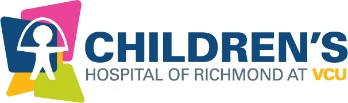 CHILDREN'S
HOSPITAL OF RICHMOND AT VCU